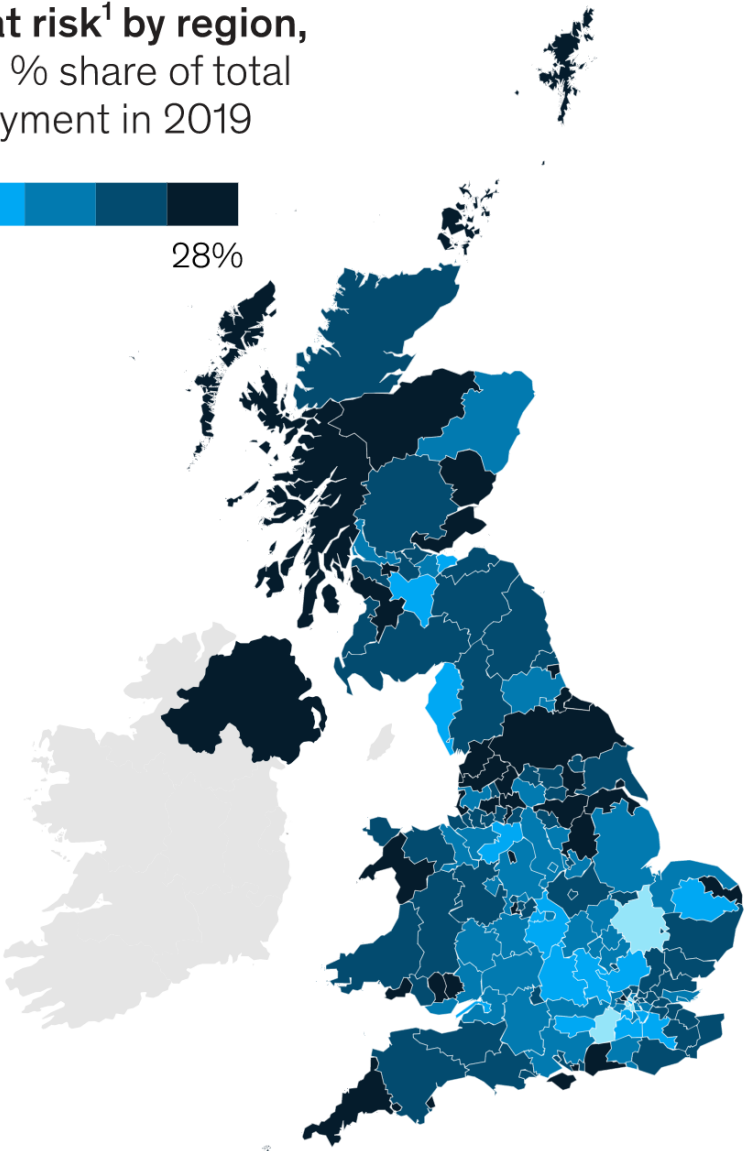 at risk¹ by region,
% share of total
yment in 2019
28%